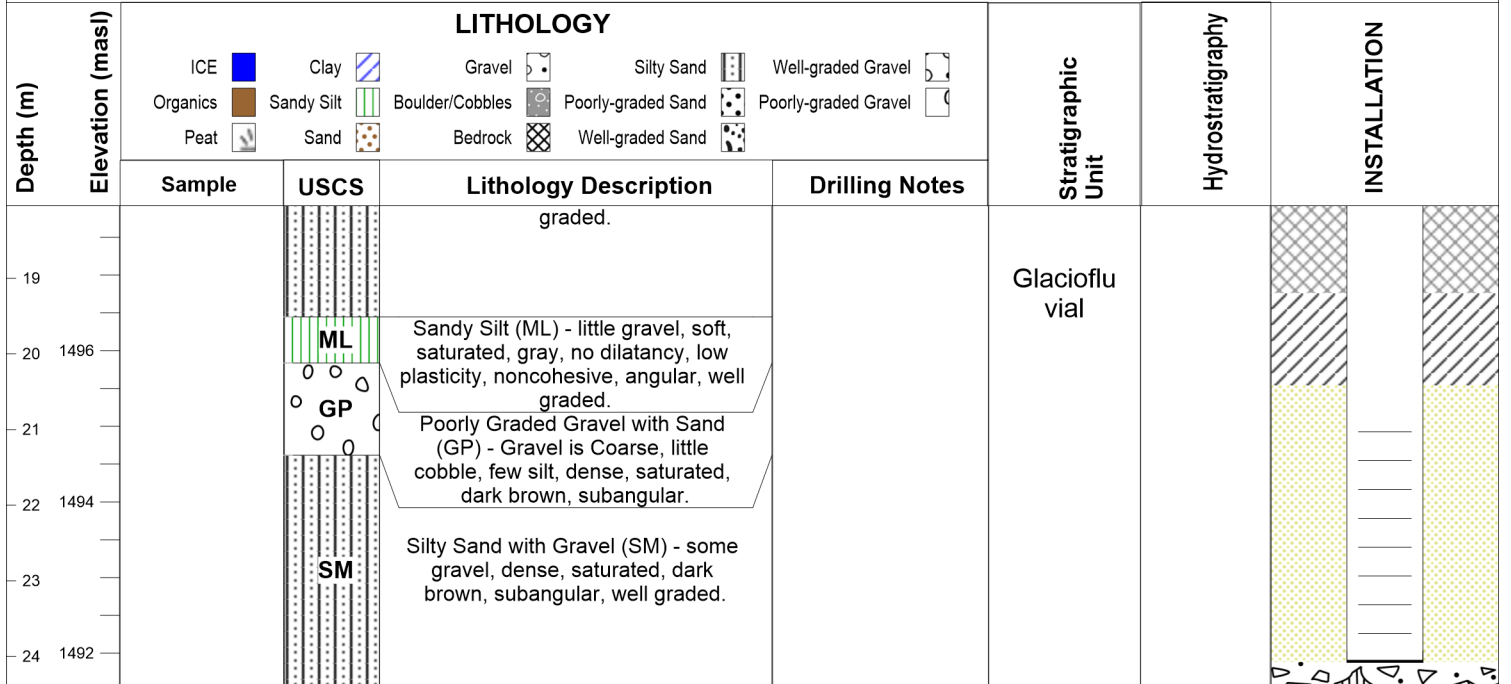 LITHOLOGY
ICE
Clay
Gravel
Silty Sand
Well-graded Gravel
Organics
Sandy Silt
Boulder/Cobbles
Poorly-graded Sand
Poorly-graded Gravel
Peat
Sand
Bedrock
Well-graded Sand
Depth (m)
Elevation (masl)
Sample
USCS
Lithology Description
Drilling Notes
Stratigraphic
Unit
Hydrostratigraphy
INSTALLATION
graded.
19
Glacioflu
vial
Sandy Silt (ML) - little gravel, soft,
saturated, gray, no dilatancy, low
plasticity, noncohesive, angular, well
graded.
ML
20
1496
Poorly Graded Gravel with Sand
(GP) - Gravel is Coarse, little
cobble, few silt, dense, saturated,
dark brown, subangular.
GP
21
22
1494
Silty Sand with Gravel (SM) - some
gravel, dense, saturated, dark
brown, subangular, well graded.
SM
23
24
1492